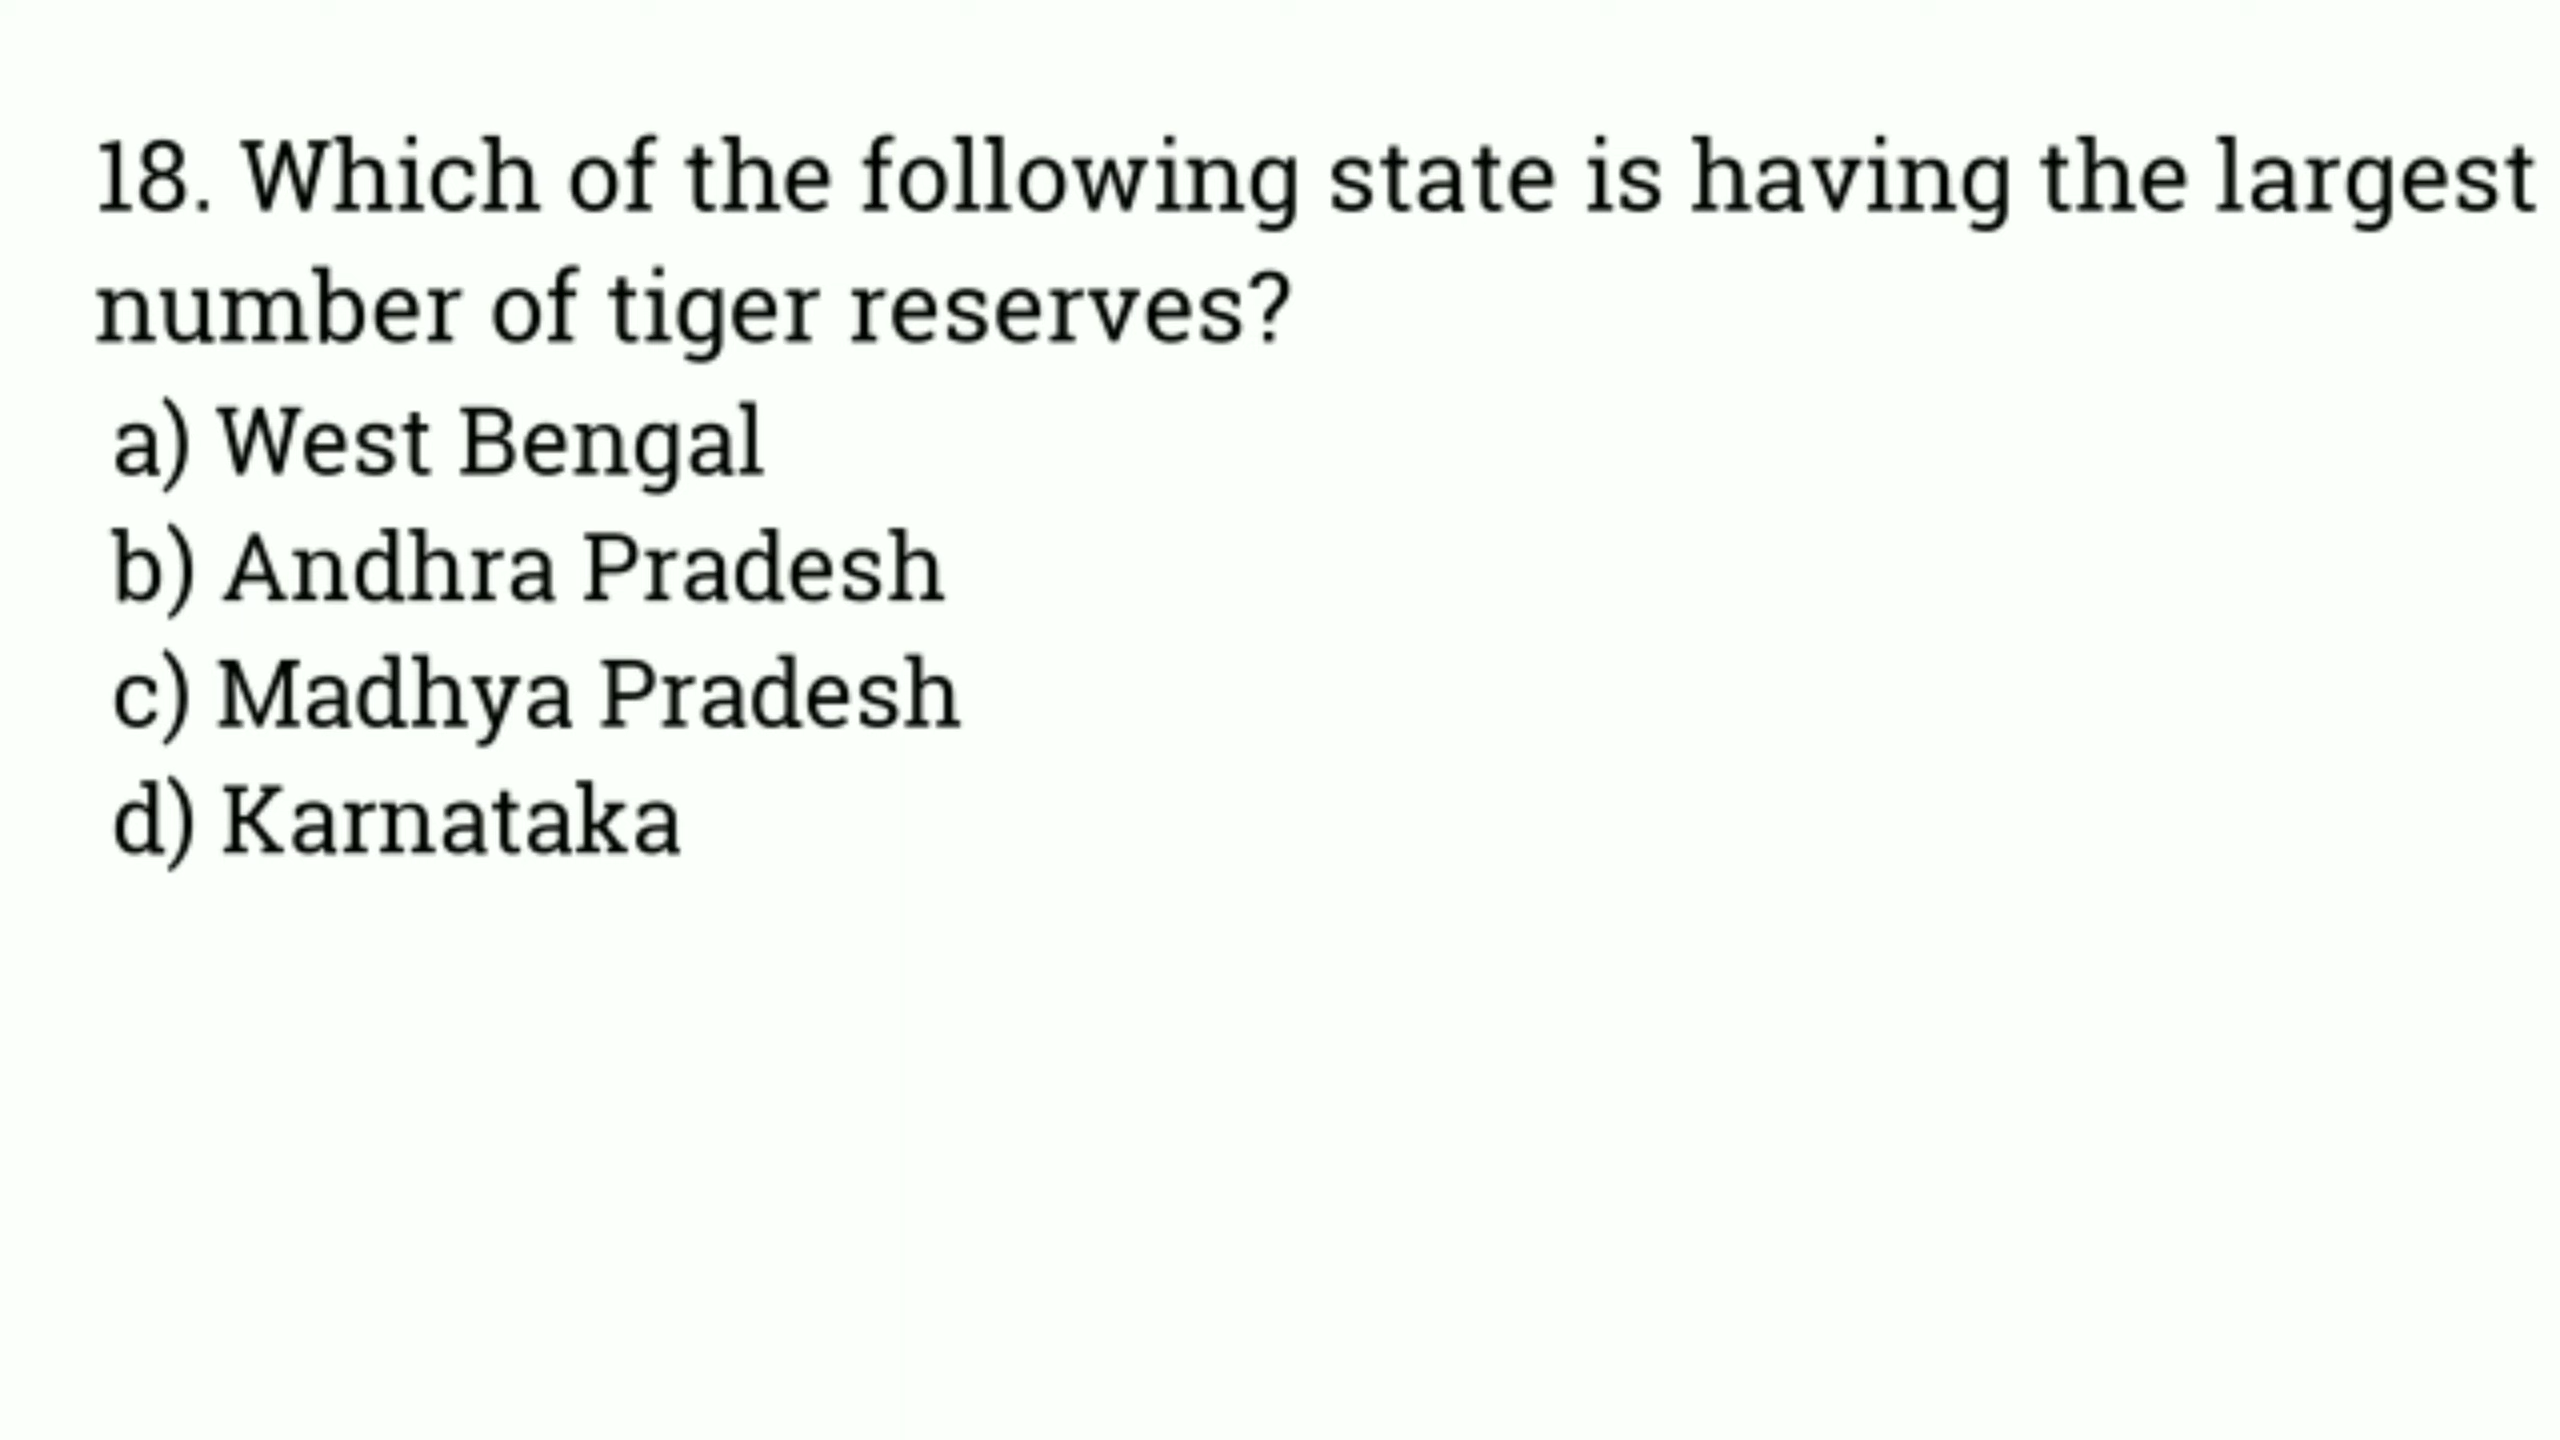 18. Which of the following state is having the largest
number of tiger reserves?
a) West Bengal
b) Andhra Pradesh
c) Madhya Pradesh
d) Karnataka